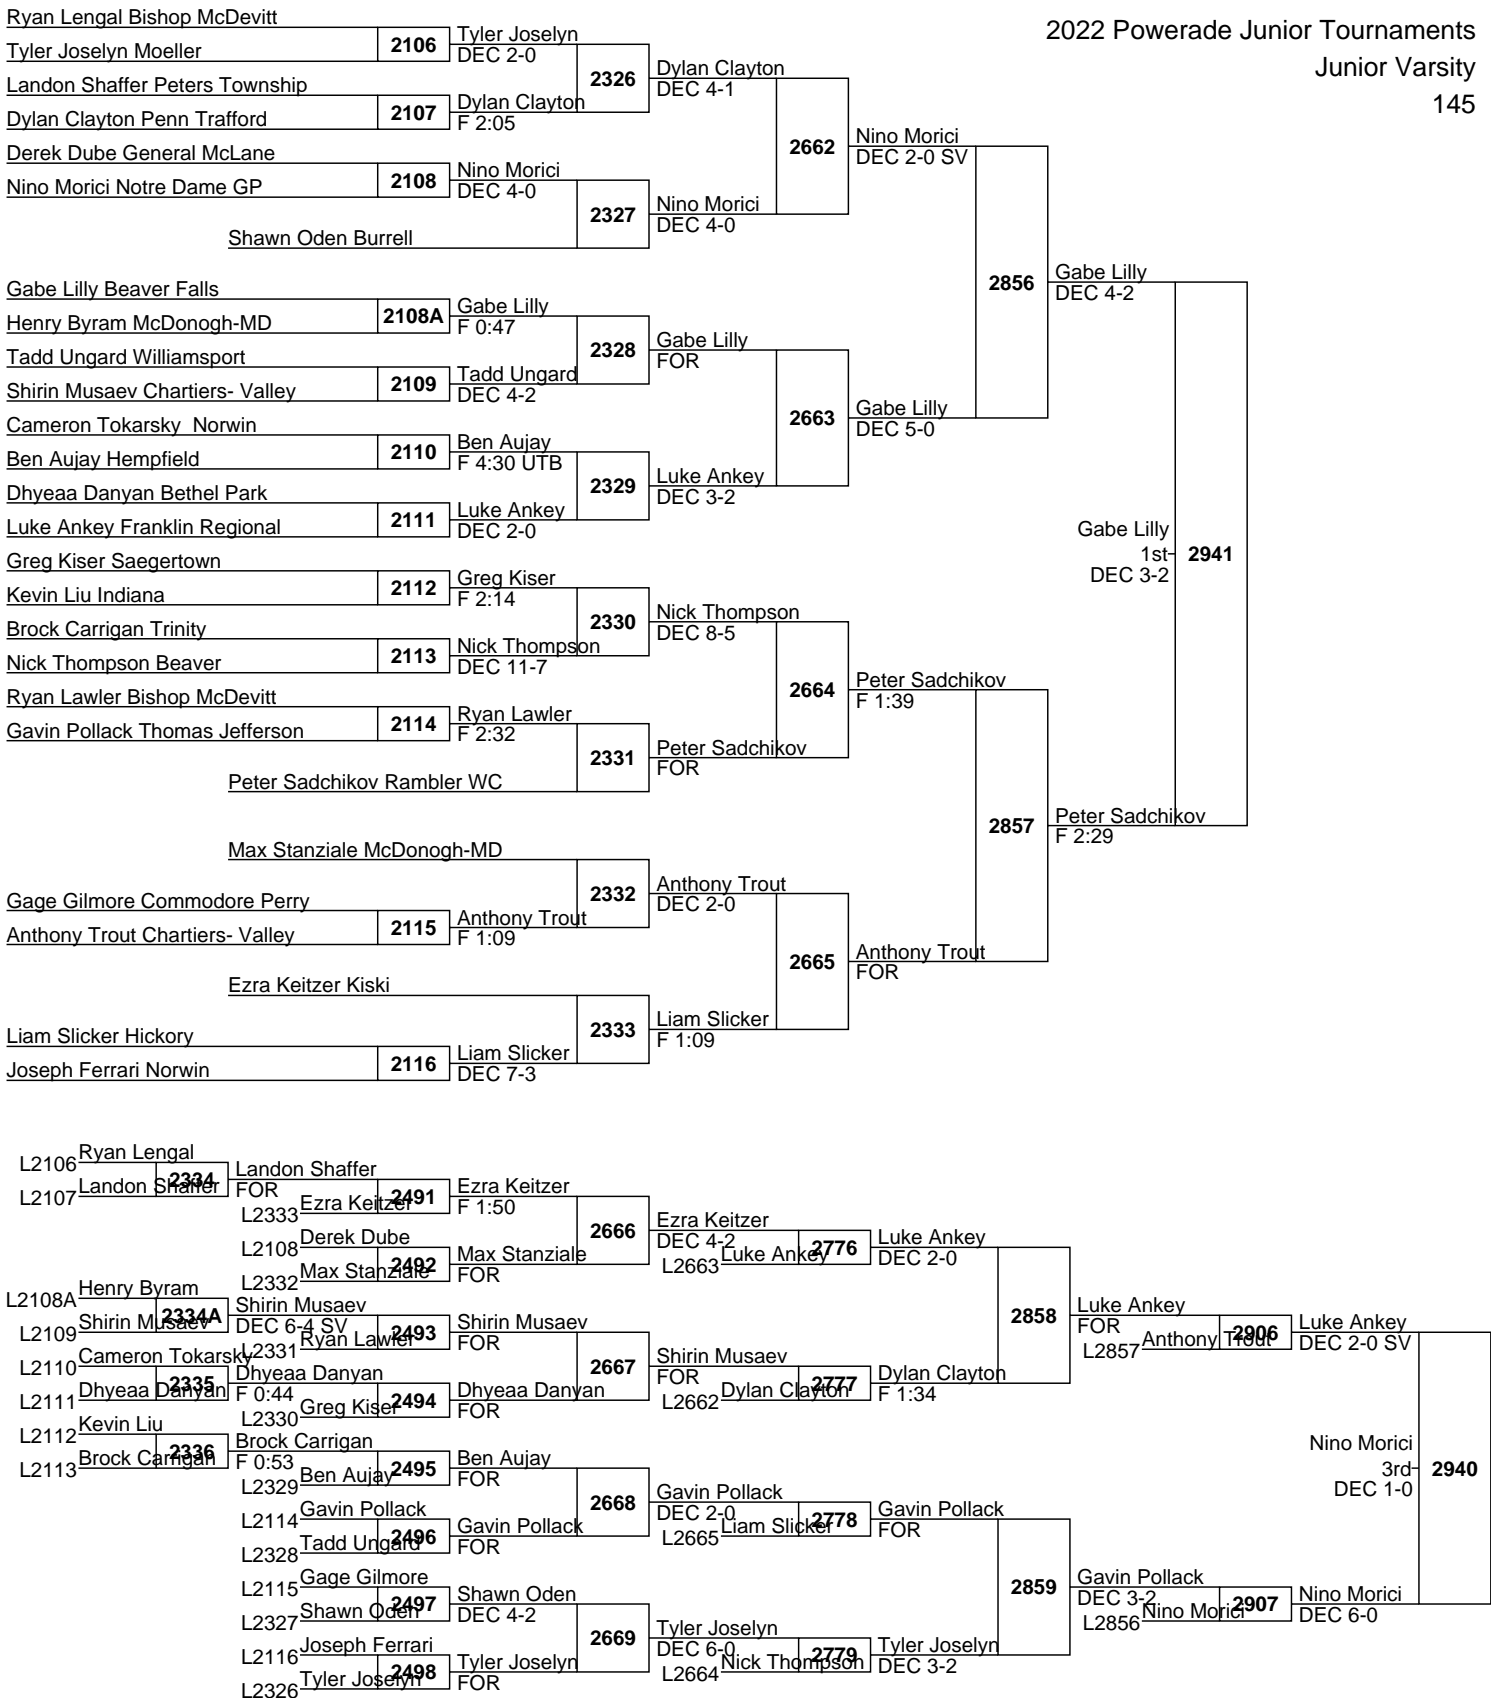 2022 Powerade Junior Tournaments
Junior Varsity
145
Ryan Lengal Bishop McDevitt
Tyler Joselyn Moeller
2106
Tyler Joselyn
DEC 2-0
Landon Shaffer Peters Township
Dylan Clayton Penn Trafford
2107
Dylan Clayton
F 2:05
2326
Dylan Clayton
DEC 4-1
Derek Dube General McLane
Nino Morici Notre Dame GP
2108
Nino Morici
DEC 4-0
Shawn Oden Burrell
2327
Nino Morici
DEC 4-0
2662
Nino Morici
DEC 2-0 SV
Gabe Lilly Beaver Falls
Henry Byram McDonogh-MD
2108A
Gabe Lilly
F 0:47
Tadd Ungard Williamsport
Shirin Musaev Chartiers- Valley
2109
Tadd Ungard
DEC 4-2
2328
Gabe Lilly
FOR
Cameron Tokarsky  Norwin
Ben Aujay Hempfield
2110
Ben Aujay
F 4:30 UTB
Dhyeaa Danyan Bethel Park
Luke Ankey Franklin Regional
2111
Luke Ankey
DEC 2-0
2329
Luke Ankey
DEC 3-2
2663
Gabe Lilly
DEC 5-0
2856
Gabe Lilly
DEC 4-2
Greg Kiser Saegertown
Kevin Liu Indiana
2112
Greg Kiser
F 2:14
Brock Carrigan Trinity
Nick Thompson Beaver
2113
Nick Thompson
DEC 11-7
2330
Nick Thompson
DEC 8-5
Ryan Lawler Bishop McDevitt
Gavin Pollack Thomas Jefferson
2114
Ryan Lawler
F 2:32
Peter Sadchikov Rambler WC
2331
Peter Sadchikov
FOR
2664
Peter Sadchikov
F 1:39
Max Stanziale McDonogh-MD
Gage Gilmore Commodore Perry
Anthony Trout Chartiers- Valley
2115
Anthony Trout
F 1:09
2332
Anthony Trout
DEC 2-0
Ezra Keitzer Kiski
Liam Slicker Hickory
Joseph Ferrari Norwin
2116
Liam Slicker
DEC 7-3
2333
Liam Slicker
F 1:09
2665
Anthony Trout
FOR
2857
Peter Sadchikov
F 2:29
Gabe Lilly
1st
DEC 3-2
2941
L2106 Ryan Lengal
L2107 Landon Shaffer
2334
Landon Shaffer
FOR
L2333 Ezra Keitzer
2491
Ezra Keitzer
F 1:50
L2108 Derek Dube
L2332 Max Stanziale
2492
Max Stanziale
FOR
2666
Ezra Keitzer
DEC 4-2
L2663 Luke Ankey
2776
Luke Ankey
DEC 2-0
L2108A Henry Byram
L2109 Shirin Musaev
2334A
Shirin Musaev
DEC 6-4 SV
L2331 Ryan Lawler
2493
Shirin Musaev
FOR
L2110 Cameron Tokarsky
L2111 Dhyeaa Danyan
2335
Dhyeaa Danyan
F 0:44
L2330 Greg Kiser
2494
Dhyeaa Danyan
FOR
2667
Shirin Musaev
FOR
L2662 Dylan Clayton
2777
Dylan Clayton
F 1:34
2858
Luke Ankey
FOR
L2857 Anthony Trout
2906
Luke Ankey
DEC 2-0 SV
L2112 Kevin Liu
L2113 Brock Carrigan
2336
Brock Carrigan
F 0:53
L2329 Ben Aujay
2495
Ben Aujay
FOR
L2114 Gavin Pollack
L2328 Tadd Ungard
2496
Gavin Pollack
FOR
2668
Gavin Pollack
DEC 2-0
L2665 Liam Slicker
2778
Gavin Pollack
FOR
L2115 Gage Gilmore
L2327 Shawn Oden
2497
Shawn Oden
DEC 4-2
L2116 Joseph Ferrari
L2326 Tyler Joselyn
2498
Tyler Joselyn
FOR
2669
Tyler Joselyn
DEC 6-0
L2664 Nick Thompson
2779
Tyler Joselyn
DEC 3-2
2859
Gavin Pollack
DEC 3-2
L2856 Nino Morici
2907
Nino Morici
DEC 6-0
Nino Morici
3rd
DEC 1-0
2940